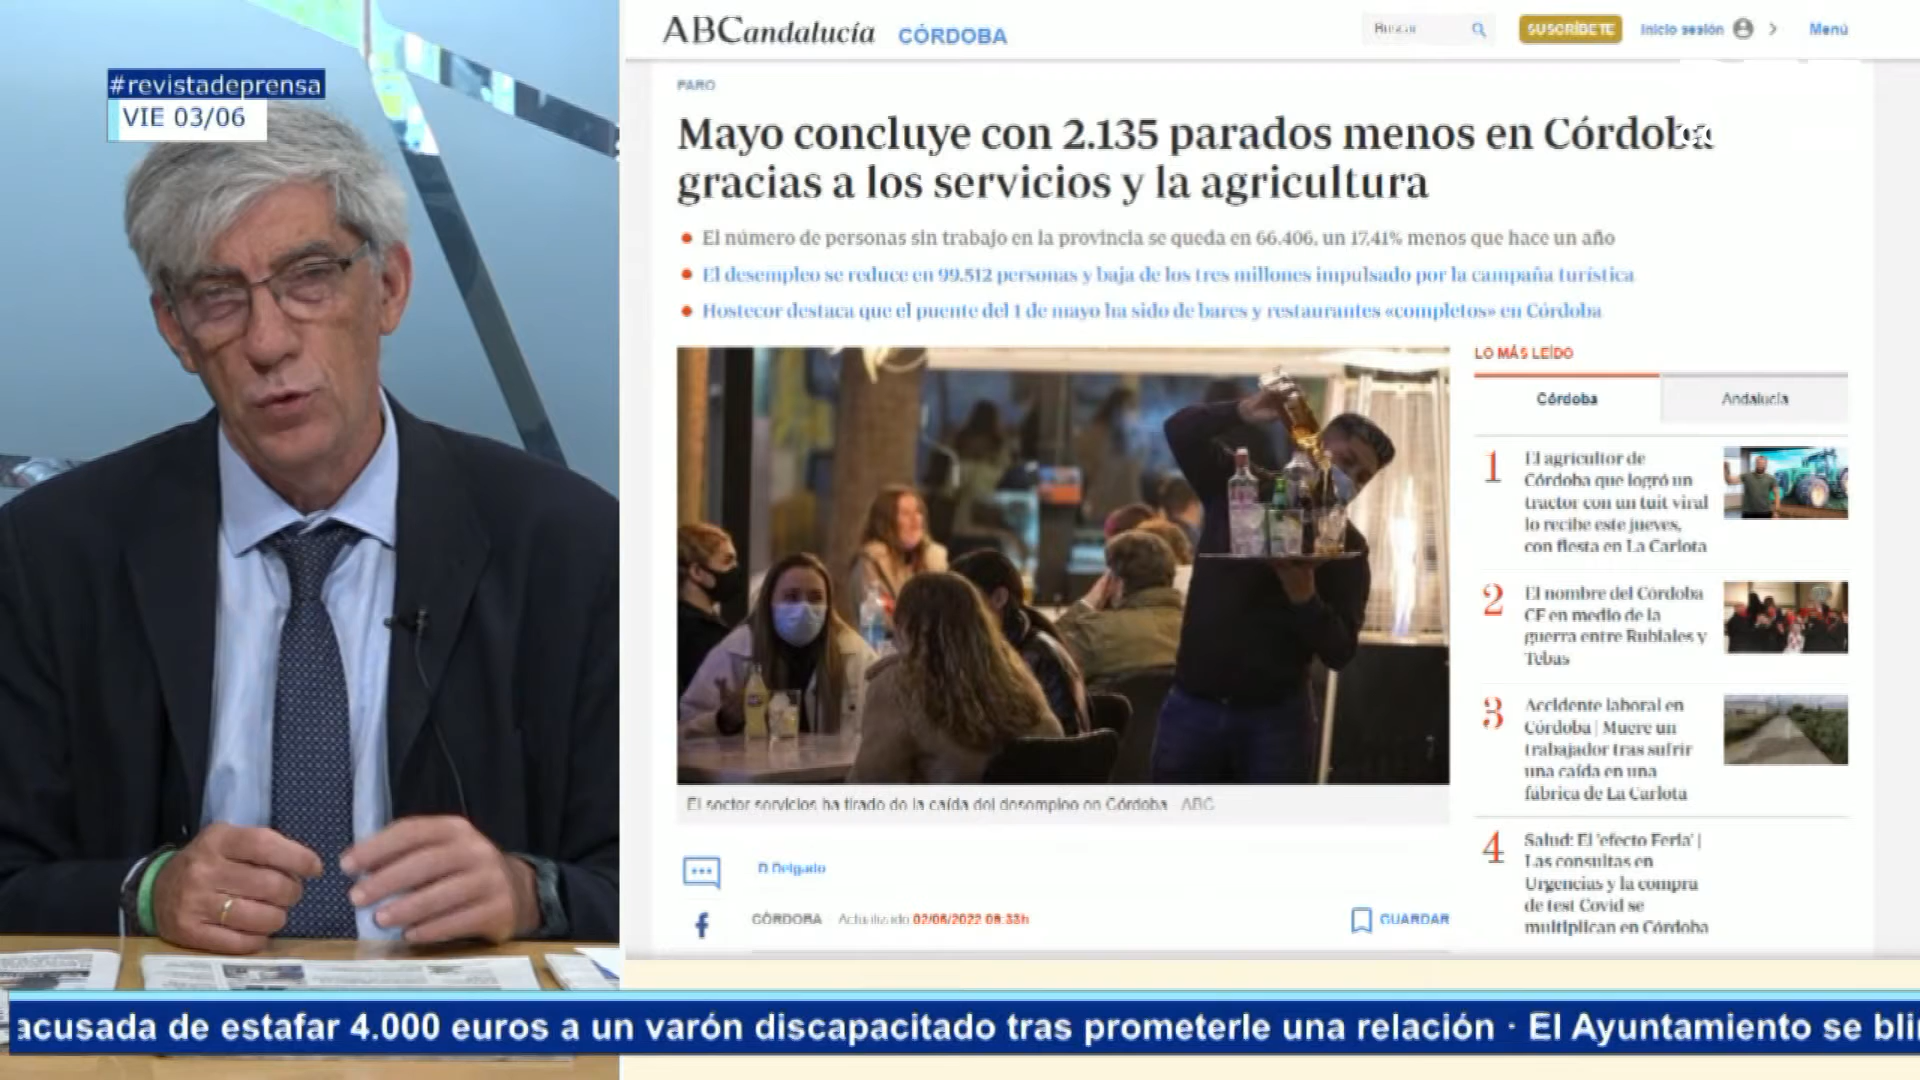 #revistadeprensa
VIE 03/06
ABCandalucía CÓRDOBA
Buscar
SUSCRÍBETE
Inicio sesión
Menú
PARO
Mayo concluye con 2.135 parados menos en Córdoba
gracias a los servicios y la agricultura
El número de personas sin trabajo en la provincia se queda en 66.406, un 17,41% menos que hace un año
El desempleo se reduce en 99.512 personas y baja de los tres millones impulsado por la campaña turística
Hostecor destaca que el puente del 1 de mayo ha sido de bares y restaurantes «completos» en Córdoba
LO MÁS LEÍDO
Córdoba
Andalucía
1
El agricultor de
Córdoba que logró un
tractor con un tuit viral
lo recibe este jueves,
con fiesta en La Carlota
2
El nombre del Córdoba
CF en medio de la
guerra entre Rubiales y
Tebas
3
Accidente laboral en
Córdoba | Muere un
trabajador tras sufrir
una caída en una
fábrica de La Carlota
4
Salud: El 'efecto Feria' |
Las consultas en
Urgencias y la compra
de test Covid se
multiplican en Córdoba
El sector servicios ha tirado de la caída del desempleo en Córdoba ABC
D Delgado
CÓRDOBA Actualizado 02/06/2022 09:33h
GUARDAR
acusada de estafar 4.000 euros a un varón discapacitado tras prometerle una relación · El Ayuntamiento se